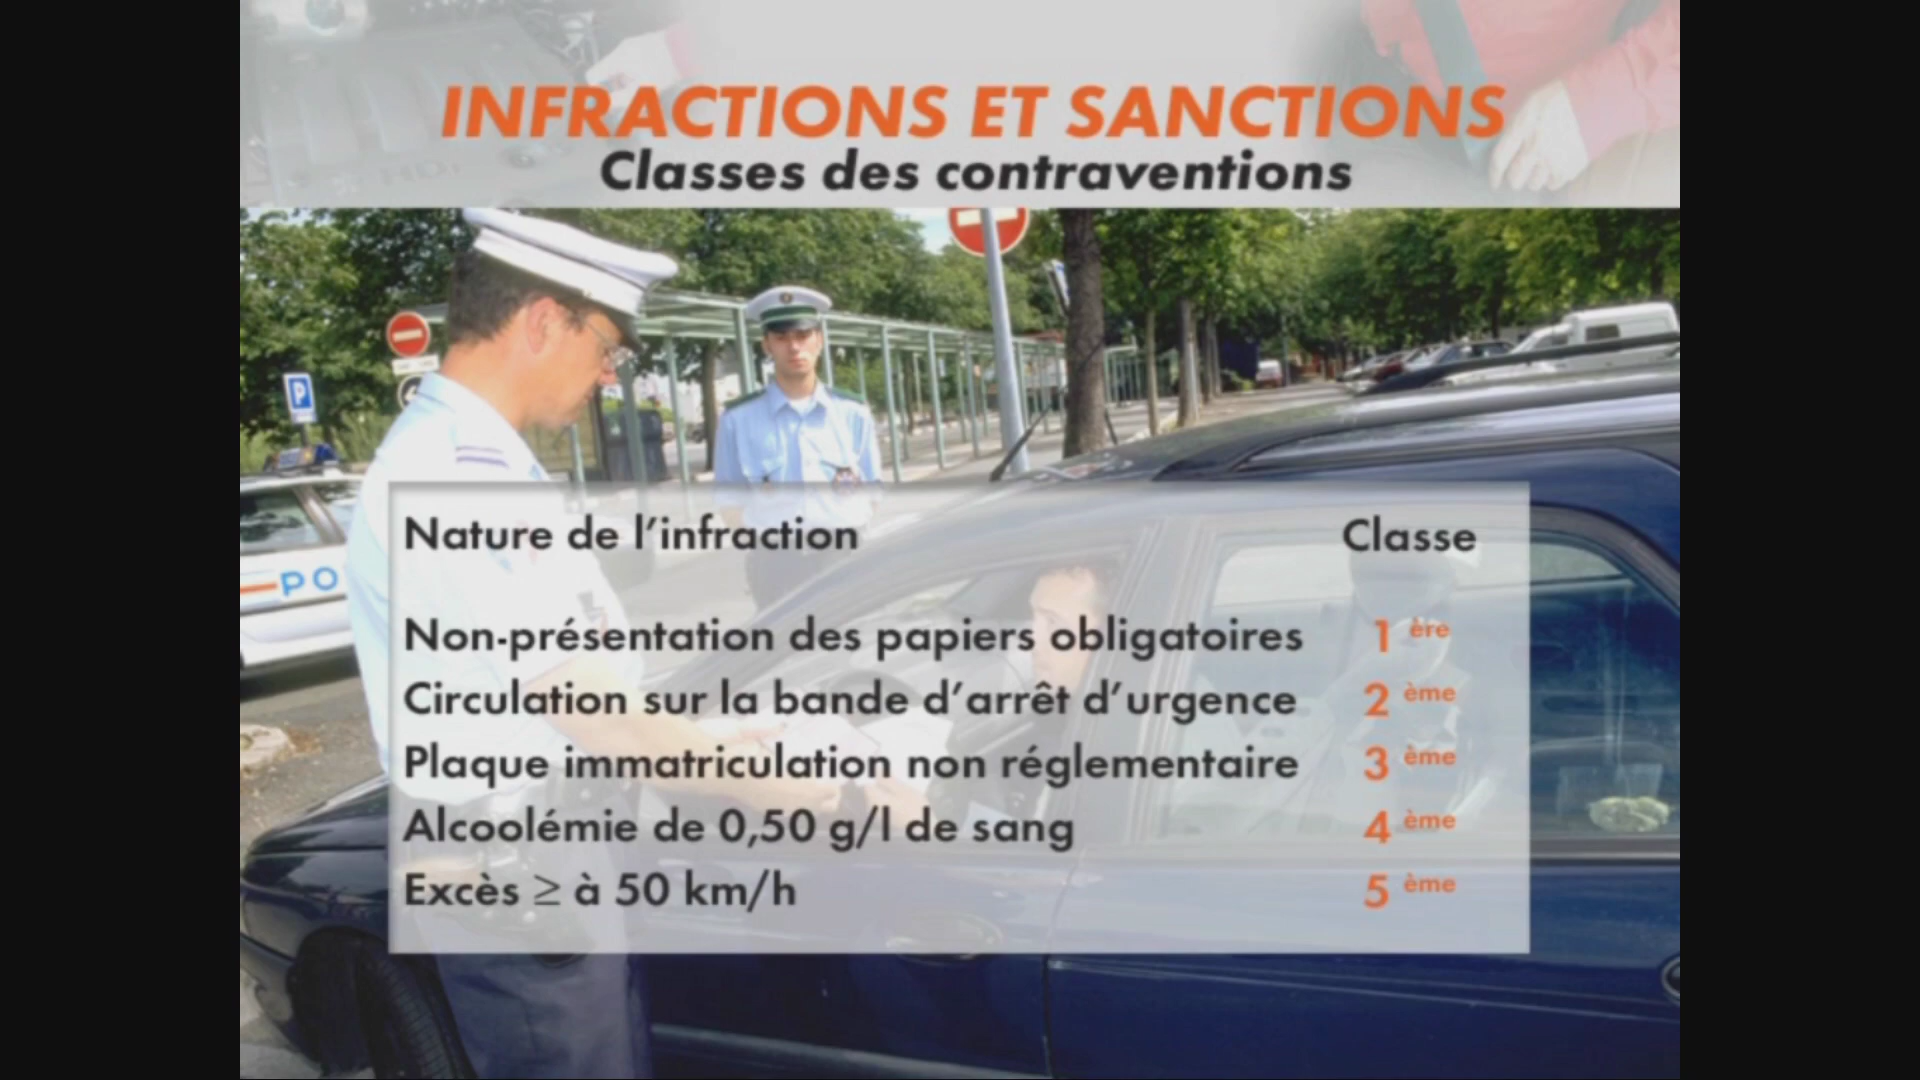 INFRACTIONS ET SANCTIONS
Classes des contraventions
P
PO
Nature de l'infraction Classe
Non-présentation des papiers obligatoires 1 ère
Circulation sur la bande d'arrêt d'urgence 2 ème
Plaque immatriculation non réglementaire 3 ème
Alcoolémie de 0,50 g/l de sang 4 ème
Excès ≥ à 50 km/h 5 ème